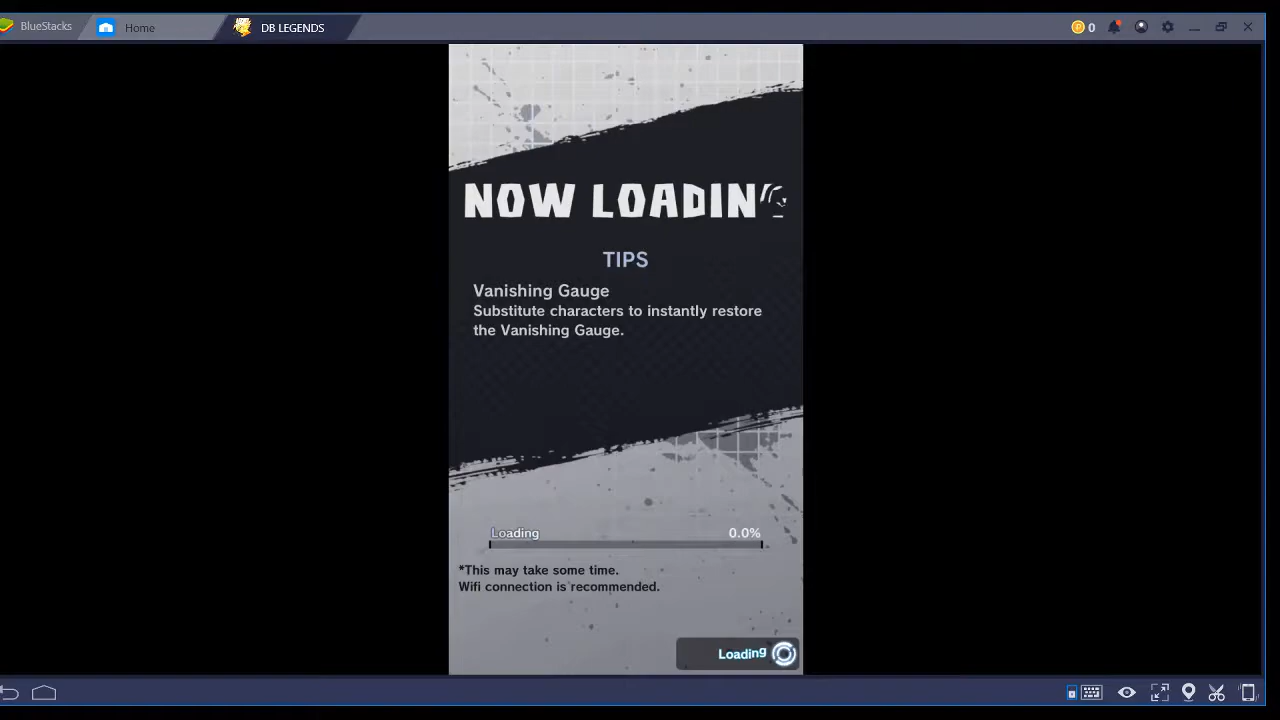 BlueStacks
Home
DB LEGENDS
0
NOW LOADING
TIPS
Vanishing Gauge
Substitute characters to instantly restore
the Vanishing Gauge.
Loading
0.0%
*This may take some time.
Wifi connection is recommended.
Loading